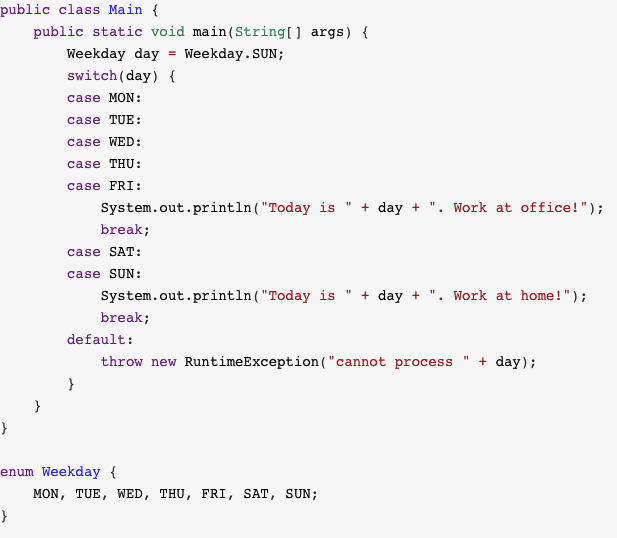 public class Main {
    public static void main(String[] args) {
        Weekday day = Weekday.SUN;
        switch(day) {
        case MON:
        case TUE:
        case WED:
        case THU:
        case FRI:
            System.out.println("Today is " + day + ". Work at office!");
            break;
        case SAT:
        case SUN:
            System.out.println("Today is " + day + ". Work at home!");
            break;
        default:
            throw new RuntimeException("cannot process " + day);
        }
    }
}

enum Weekday {
    MON, TUE, WED, THU, FRI, SAT, SUN;
}